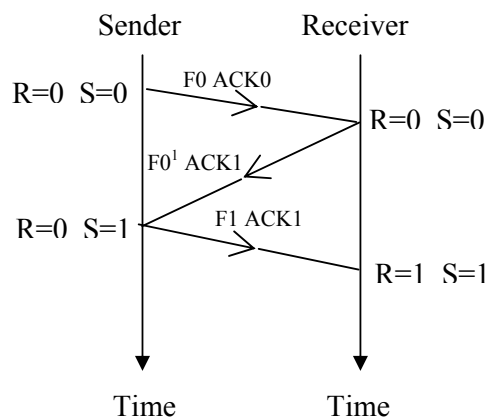 Sender Receiver
F0 ACK0
R=0 S=0
R=0 S=0
F0¹ ACK1
R=0 S=1
F1 ACK1
R=1 S=1
Time Time